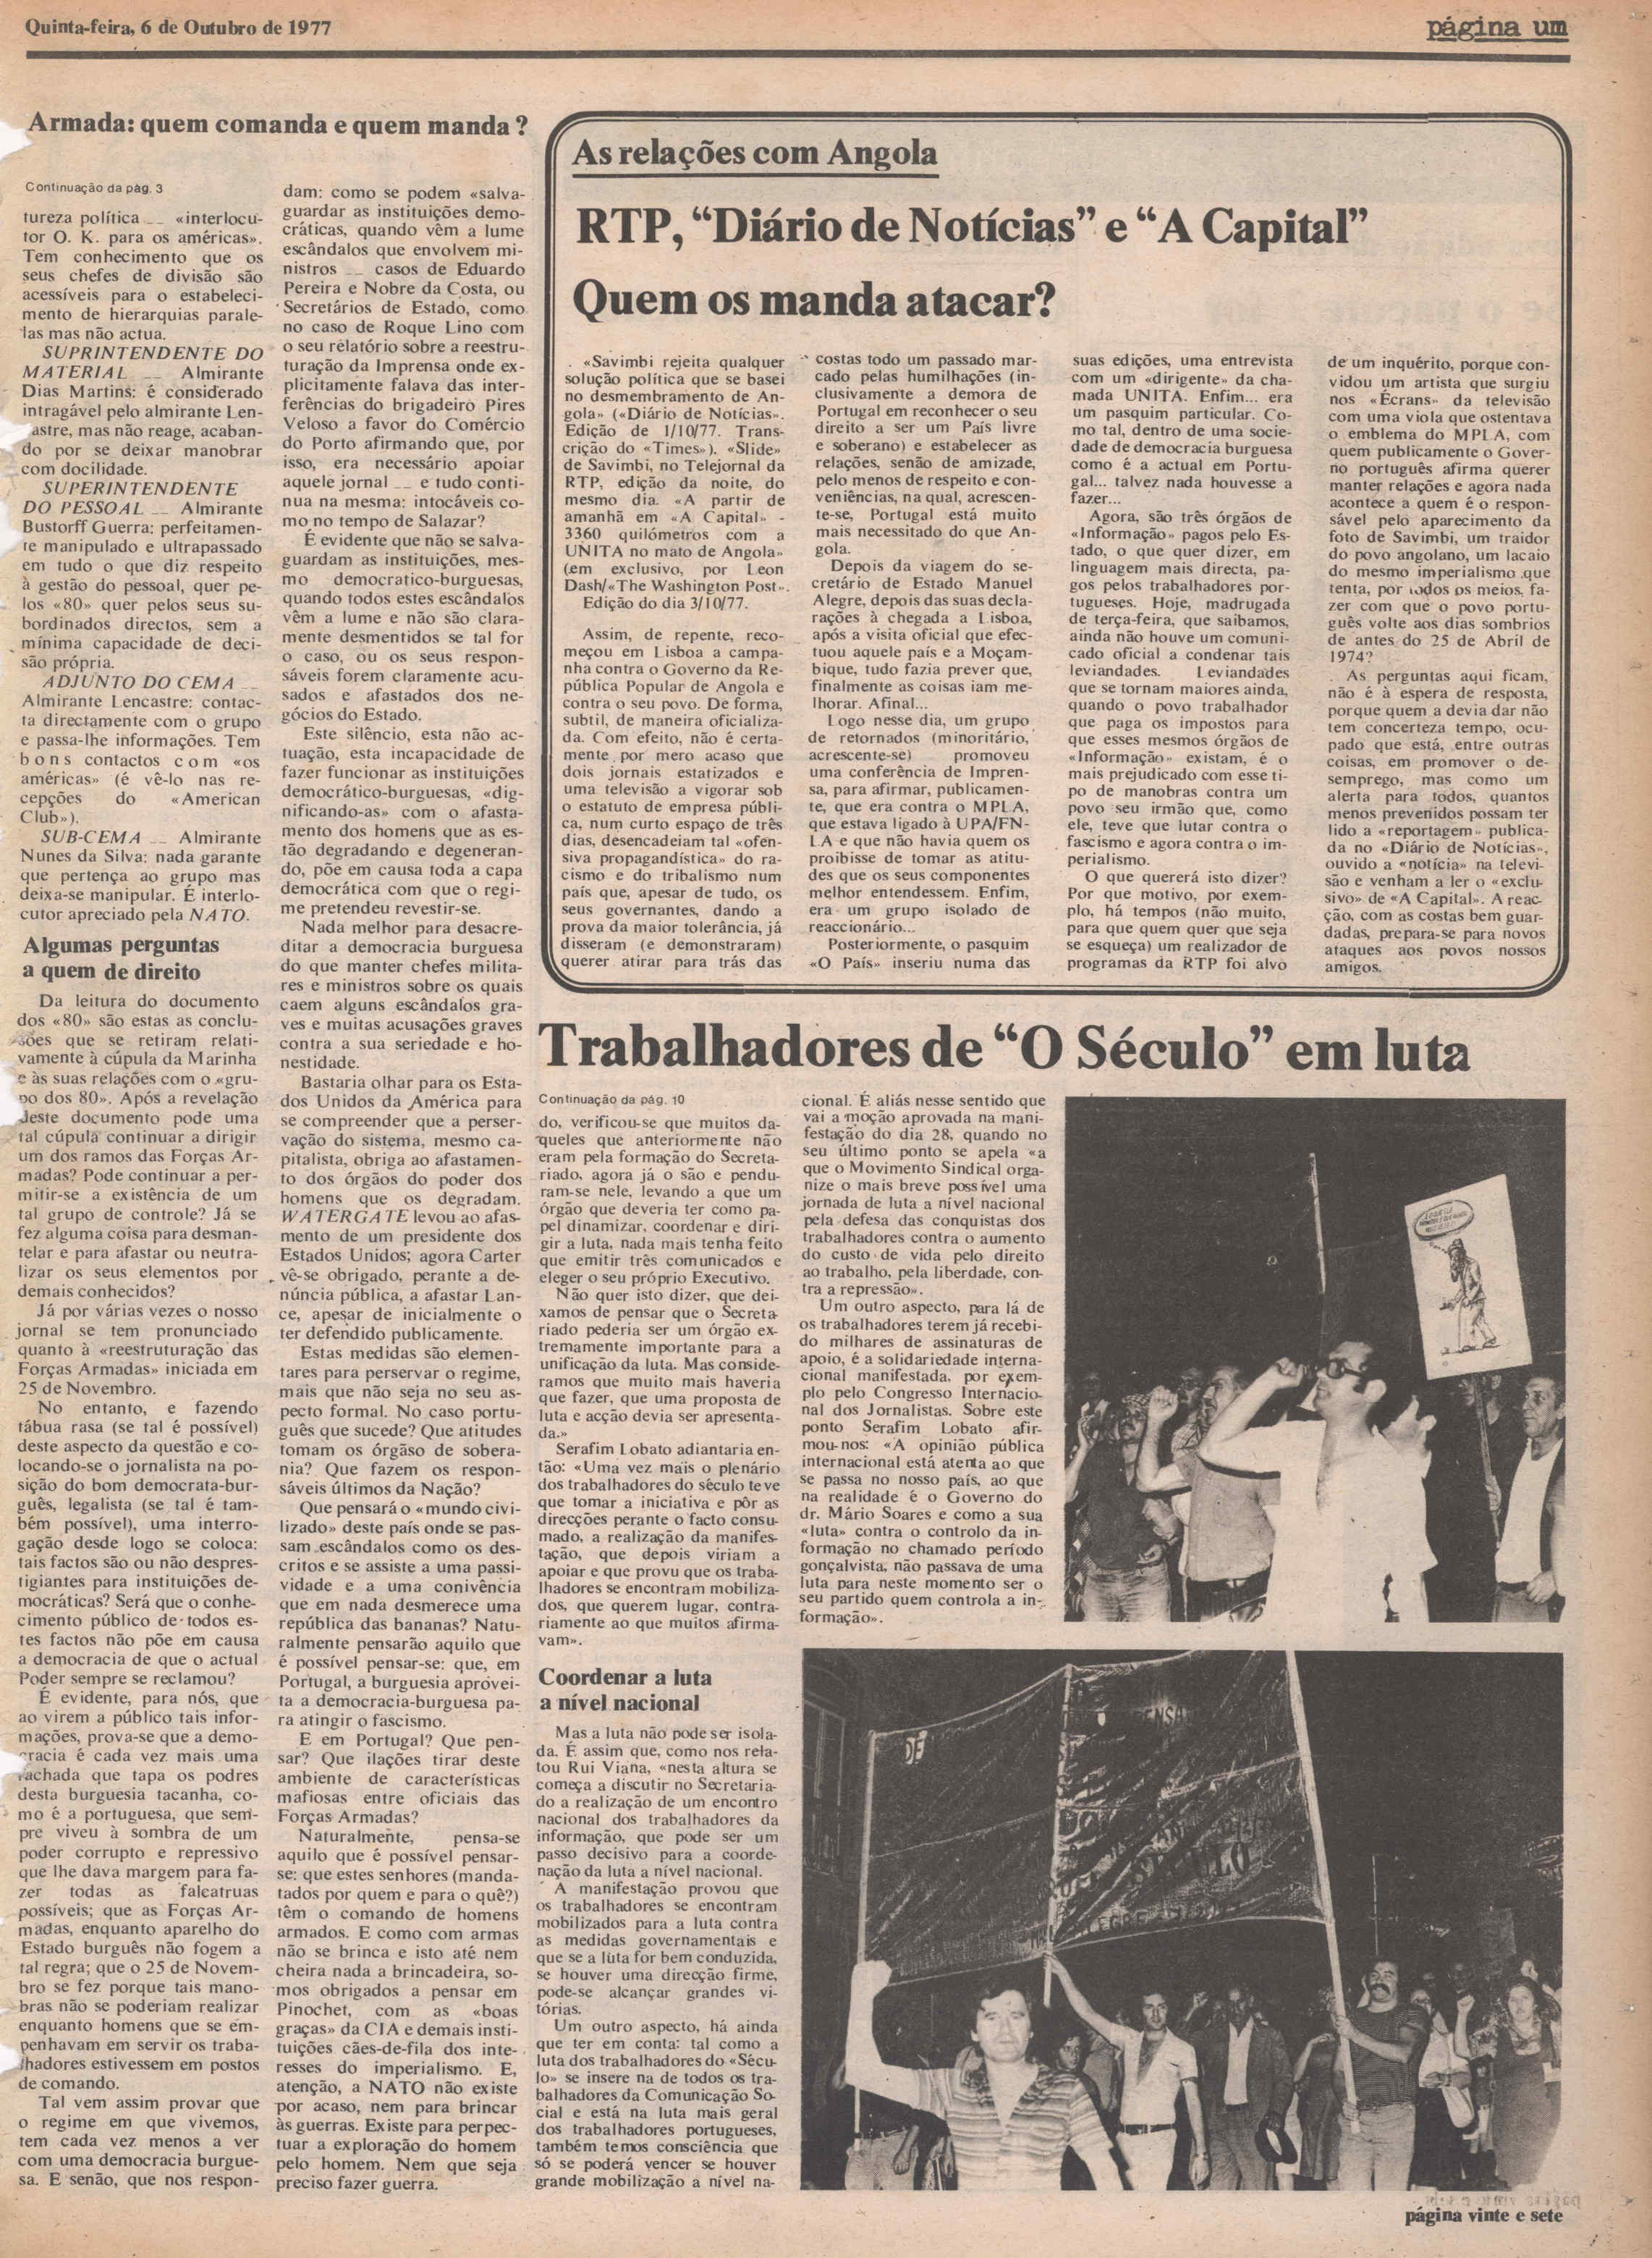 Quinta-feira, 6 de Outubro de 1977
página um
Armada: quem comanda e quem manda?
Continuação da pág. 3
tureza política __ «interlocu-
tor O. K. para os américas».
Tem conhecimento que os
seus chefes de divisão são
acessíveis para o estabeleci-
mento de hierarquias parale-
las mas não actua.
SUPRINTENDENTE DO
MATERIAL __ Almirante
Dias Martins: é considerado
intragável pelo almirante Len-
astre, mas não reage, acaban-
do por se deixar manobrar
com docilidade.
SUPERINTENDENTE
DO PESSOAL __ Almirante
Bustorff Guerra: perfeitamen-
te manipulado e ultrapassado
em tudo o que diz respeito
à gestão do pessoal, quer pe-
los «80» quer pelos seus su-
bordinados directos, sem a
mínima capacidade de deci-
são própria.
ADJUNTO DO CEMA __
Almirante Lencastre: contac-
ta directamente com o grupo
e passa-lhe informações. Tem
bons contactos com «os
américas» (é vê-lo nas re-
cepções do «American
Club»).
SUB-CEMA __ Almirante
Nunes da Silva: nada garante
que pertença ao grupo mas
deixa-se manipular. É interlo-
cutor apreciado pela NATO.
Algumas perguntas
a quem de direito
Da leitura do documento
dos «80» são estas as conclu-
sões que se retiram relati-
vamente à cúpula da Marinha
e às suas relações com o «gru-
po dos 80». Após a revelação
deste documento pode uma
tal cúpula continuar a dirigir
um dos ramos das Forças Ar-
madas? Pode continuar a per-
mitir-se a existência de um
tal grupo de controle? Já se
fez alguma coisa para desman-
telar e para afastar ou neutra-
lizar os seus elementos por
demais conhecidos?
Já por várias vezes o nosso
jornal se tem pronunciado
quanto à «reestruturação das
Forças Armadas» iniciada em
25 de Novembro.
No entanto, e fazendo
tábua rasa (se tal é possível)
deste aspecto da questão e co-
locando-se o jornalista na po-
sição do bom democrata-bur-
guês, legalista (se tal é tam-
bém possível), uma interro-
gação desde logo se coloca:
tais factos são ou não despres-
tigiantes para instituições de-
mocráticas? Será que o conhe-
cimento público de todos es-
tes factos não põe em causa
a democracia de que o actual
Poder sempre se reclamou?
É evidente, para nós, que
ao virem a público tais infor-
mações, prova-se que a demo-
cracia é cada vez mais uma
fachada que tapa os podres
desta burguesia tacanha, co-
mo é a portuguesa, que sem-
pre viveu à sombra de um
poder corrupto e repressivo
que lhe dava margem para fa-
zer todas as falcatruas
possíveis; que as Forças Ar-
madas, enquanto aparelho do
Estado burguês não fogem a
tal regra; que o 25 de Novem-
bro se fez porque tais mano-
bras não se poderiam realizar
enquanto homens que se em-
penhavam em servir os traba-
lhadores estivessem em postos
de comando.
Tal vem assim provar que
o regime em que vivemos,
tem cada vez menos a ver
com uma democracia burgue-
sa. E senão, que nos respon-
dam: como se podem «salva-
guardar as instituições demo-
cráticas, quando vêm a lume
escândalos que envolvem mi-
nistros __ casos de Eduardo
Pereira e Nobre da Costa, ou
Secretários de Estado, como
no caso de Roque Lino com
o seu relatório sobre a reestru-
turação da Imprensa onde ex-
plicitamente falava das inter-
ferências do brigadeiro Pires
Veloso a favor do Comércio
do Porto afirmando que, por
isso, era necessário apoiar
aquele jornal __ e tudo conti-
nua na mesma: intocáveis co-
mo no tempo de Salazar?
É evidente que não se salva-
guardam as instituições, mes-
mo democratico-burguesas,
quando todos estes escândalos
vêm a lume e não são clara-
mente desmentidos se tal for
o caso, ou os seus respon-
sáveis forem claramente acu-
sados e afastados dos ne-
gócios do Estado.
Este silêncio, esta não ac-
tuação, esta incapacidade de
fazer funcionar as instituições
democrático-burguesas, «dig-
nificando-as» com o afasta-
mento dos homens que as es-
tão degradando e degeneran-
do, põe em causa toda a capa
democrática com que o regi-
me pretendeu revestir-se.
Nada melhor para desacre-
ditar a democracia burguesa
do que manter chefes milita-
res e ministros sobre os quais
caem alguns escândalos gra-
ves e muitas acusações graves
contra a sua seriedade e ho-
nestidade.
Bastaria olhar para os Esta-
dos Unidos da América para
se compreender que a perser-
vação do sistema, mesmo ca-
pitalista, obriga ao afastamen-
to dos órgãos do poder dos
homens que os degradam.
WATERGATE levou ao afas-
mento de um presidente dos
Estados Unidos; agora Carter
vê-se obrigado, perante a de-
núncia pública, a afastar Lan-
ce, apesar de inicialmente o
ter defendido publicamente.
Estas medidas são elemen-
tares para perservar o regime,
mais que não seja no seu as-
pecto formal. No caso portu-
guês que sucede? Que atitudes
tomam os órgãso de sobera-
nia? Que fazem os respon-
sáveis últimos da Nação?
Que pensará o «mundo civi-
lizado» deste país onde se pas-
sam escândalos como os des-
critos e se assiste a uma passi-
vidade e a uma conivência
que em nada desmerece uma
república das bananas? Natu-
ralmente pensarão aquilo que
é possível pensar-se: que, em
Portugal, a burguesia aprovei-
ta a democracia-burguesa pa-
ra atingir o fascismo.
E em Portugal? Que pen-
sar? Que ilações tirar deste
ambiente de características
mafiosas entre oficiais das
Forças Armadas?
Naturalmente, pensa-se
aquilo que é possível pensar-
se: que estes senhores (manda-
tados por quem e para o quê?)
têm o comando de homens
armados. E como com armas
não se brinca e isto até nem
cheira nada a brincadeira, so-
mos obrigados a pensar em
Pinochet, com as «boas
graças» da CIA e demais insti-
tuições cães-de-fila dos inte-
resses do imperialismo. E,
atenção, a NATO não existe
por acaso, nem para brincar
às guerras. Existe para perpec-
tuar a exploração do homem
pelo homem. Nem que seja
preciso fazer guerra.
As relações com Angola
RTP, “Diário de Notícias” e “A Capital”
Quem os manda atacar?
«Savimbi rejeita qualquer
solução política que se basei
no desmembramento de An-
gola» («Diário de Notícias».
Edição de 1/10/77. Trans-
crição do «Times»). «Slide»
de Savimbi, no Telejornal da
RTP, edição da noite, do
mesmo dia. «A partir de
amanhã em «A Capital» -
3360 quilómetros com a
UNITA no mato de Angola»
(em exclusivo, por Leon
Dash/«The Washington Post».
Edição do dia 3/10/77.
Assim, de repente, reco-
meçou em Lisboa a campa-
nha contra o Governo da Re-
pública Popular de Angola e
contra o seu povo. De forma,
subtil, de maneira oficializa-
da. Com efeito, não é certa-
mente por mero acaso que
dois jornais estatizados e
uma televisão a vigorar sob
o estatuto de empresa públi-
ca, num curto espaço de três
dias, desencadeiam tal «ofen-
siva propagandística» do ra-
cismo e do tribalismo num
país que, apesar de tudo, os
seus governantes, dando a
prova da maior tolerância, já
disseram (e demonstraram)
querer atirar para trás das
costas todo um passado mar-
cado pelas humilhações (in-
clusivamente a demora de
Portugal em reconhecer o seu
direito a ser um País livre
e soberano) e estabelecer as
relações, senão de amizade,
pelo menos de respeito e con-
veniências, na qual, acrescen-
te-se, Portugal está muito
mais necessitado do que An-
gola.
Depois da viagem do se-
cretário de Estado Manuel
Alegre, depois das suas decla-
rações à chegada a Lisboa,
após a visita oficial que efec-
tuou aquele país e a Moçam-
bique, tudo fazia prever que,
finalmente as coisas iam me-
lhorar. Afinal...
Logo nesse dia, um grupo
de retornados (minoritário,
acrescente-se) promoveu
uma conferência de Impren-
sa, para afirmar, publicamen-
te, que era contra o MPLA,
que estava ligado à UPA/FN-
LA e que não havia quem os
proibisse de tomar as atitu-
des que os seus componentes
melhor entendessem. Enfim,
era um grupo isolado de
reaccionário...
Posteriormente, o pasquim
«O País» inseriu numa das
suas edições, uma entrevista
com um «dirigente» da cha-
mada UNITA. Enfim... era
um pasquim particular. Co-
mo tal, dentro de uma socie-
dade de democracia burguesa
como é a actual em Portu-
gal... talvez nada houvesse a
fazer...
Agora, são três órgãos de
«Informação» pagos pelo Es-
tado, o que quer dizer, em
linguagem mais directa, pa-
gos pelos trabalhadores por-
tugueses. Hoje, madrugada
de terça-feira, que saibamos,
ainda não houve um comuni-
cado oficial a condenar tais
leviandades. Leviandades
que se tornam maiores ainda,
quando o povo trabalhador
que paga os impostos para
que esses mesmos órgãos de
«Informação» existam, é o
mais prejudicado com esse ti-
po de manobras contra um
povo seu irmão que, como
ele, teve que lutar contra o
fascismo e agora contra o im-
perialismo.
O que quererá isto dizer?
Por que motivo, por exem-
plo, há tempos (não muito,
para que quem quer que seja
se esqueça) um realizador de
programas da RTP foi alvo
de um inquérito, porque con-
vidou um artista que surgiu
nos «Ecrans» da televisão
com uma viola que ostentava
o emblema do MPLA, com
quem publicamente o Gover-
no português afirma querer
manter relações e agora nada
acontece a quem é o respon-
sável pelo aparecimento da
foto de Savimbi, um traidor
do povo angolano, um lacaio
do mesmo imperialismo que
tenta, por todos os meios, fa-
zer com que o povo portu-
guês volte aos dias sombrios
de antes do 25 de Abril de
1974?
As perguntas aqui ficam,
não é à espera de resposta,
porque quem a devia dar não
tem concerteza tempo, ocu-
pado que está, entre outras
coisas, em promover o de-
semprego, mas como um
alerta para todos, quantos
menos prevenidos possam ter
lido a «reportagem» publica-
da no «Diário de Notícias»,
ouvido a «notícia» na televi-
são e venham a ler o «exclu-
sivo» de «A Capital». A reac-
ção, com as costas bem guar-
dadas, prepara-se para novos
ataques aos povos nossos
amigos.
Trabalhadores de “O Século” em luta
Continuação da pág. 10
do, verificou-se que muitos da-
queles que anteriormente não
eram pela formação do Secreta-
riado, agora já o são e pendu-
ram-se nele, levando a que um
órgão que deveria ter como pa-
pel dinamizar, coordenar e diri-
gir a luta, nada mais tenha feito
que emitir três comunicados e
eleger o seu próprio Executivo.
Não quer isto dizer, que dei-
xamos de pensar que o Secreta-
riado pederia ser um órgão ex-
tremamente importante para a
unificação da luta. Mas conside-
ramos que muito mais haveria
que fazer, que uma proposta de
luta e acção devia ser apresenta-
da.»
Serafim Lobato adiantaria en-
tão: «Uma vez mais o plenário
dos trabalhadores do século teve
que tomar a iniciativa e pôr as
direcções perante o facto consu-
mado, a realização da manifes-
tação, que depois viriam a
apoiar e que provu que os traba-
lhadores se encontram mobiliza-
dos, que querem lugar, contra-
riamente ao que muitos afirma-
vam».
Coordenar a luta
a nível nacional
Mas a luta não pode ser isola-
da. É assim que, como nos rela-
tou Rui Viana, «nesta altura se
começa a discutir no Secretaria-
do a realização de um encontro
nacional dos trabalhadores da
informação, que pode ser um
passo decisivo para a coorde-
nação da luta a nível nacional.
A manifestação provou que
os trabalhadores se encontram
mobilizados para a luta contra
as medidas governamentais e
que se a luta for bem conduzida,
se houver uma direcção firme,
pode-se alcançar grandes vi-
tórias.
Um outro aspecto, há ainda
que ter em conta: tal como a
luta dos trabalhadores do «Sécu-
lo» se insere na de todos os tra-
balhadores da Comunicação So-
cial e está na luta mais geral
dos trabalhadores portugueses,
também temos consciência que
só se poderá vencer se houver
grande mobilização a nível na-
cional. É aliás nesse sentido que
vai a moção aprovada na mani-
festação do dia 28, quando no
seu último ponto se apela «a
que o Movimento Sindical orga-
nize o mais breve possível uma
jornada de luta a nível nacional
pela defesa das conquistas dos
trabalhadores contra o aumento
do custo de vida pelo direito
ao trabalho, pela liberdade, con-
tra a repressão».
Um outro aspecto, para lá de
os trabalhadores terem já recebi-
do milhares de assinaturas de
apoio, é a solidariedade interna-
cional manifestada, por exem-
plo pelo Congresso Internacio-
nal dos Jornalistas. Sobre este
ponto Serafim Lobato afir-
mou-nos: «A opinião pública
internacional está atenta ao que
se passa no nosso país, ao que
na realidade é o Governo do
dr. Mário Soares e como a sua
«luta» contra o controlo da in-
formação no chamado período
gonçalvista, não passava de uma
luta para neste momento ser o
seu partido quem controla a in-
formação».
DE
página vinte e sete